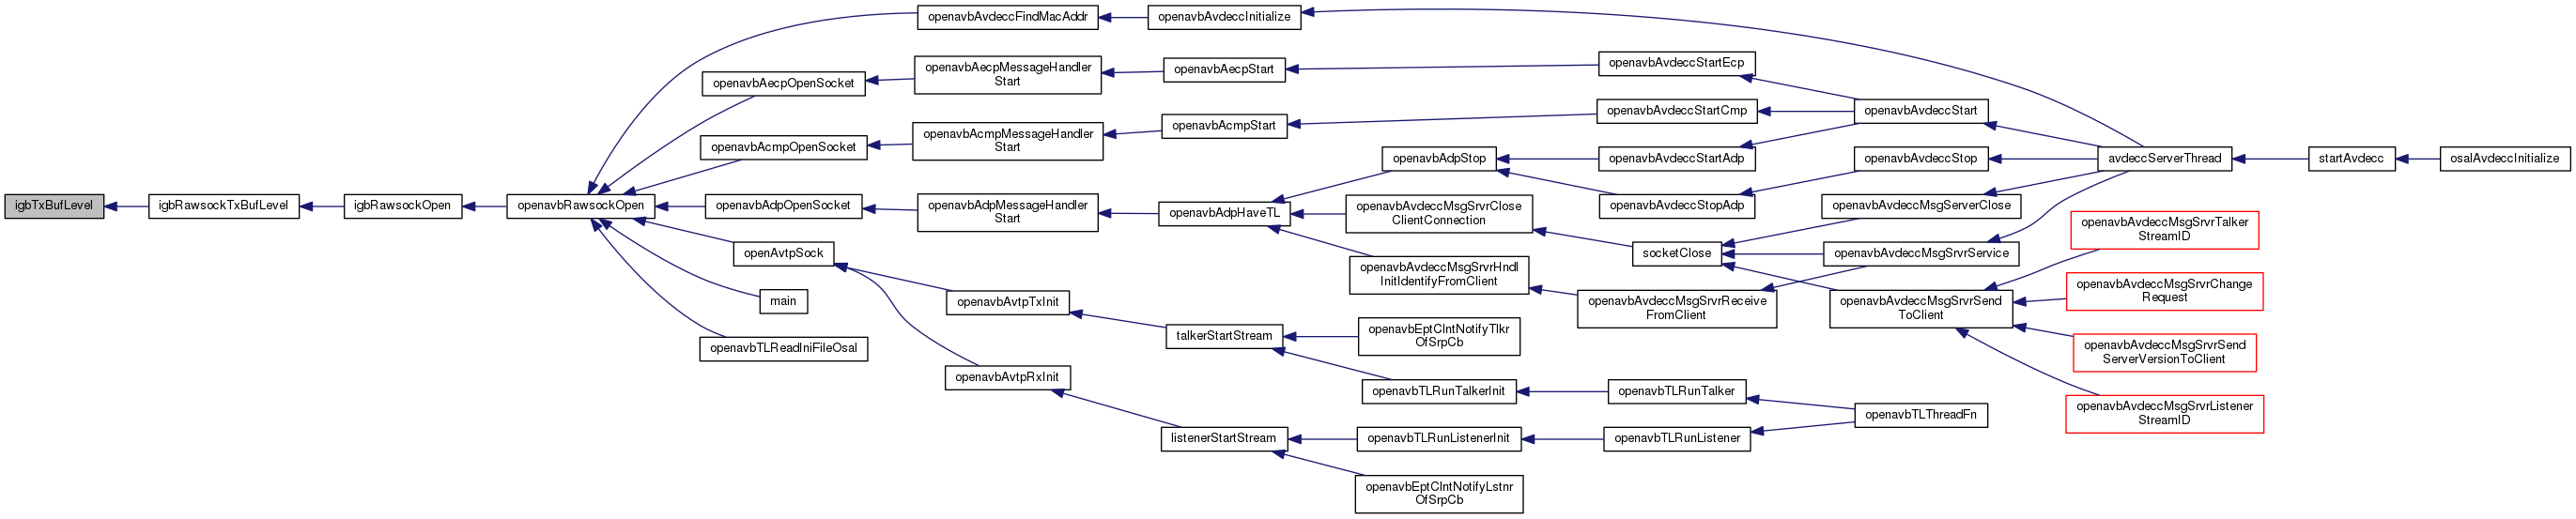 igbTxBufLevel
igbRawsockTxBufLevel
igbRawsockOpen
openavbRawsockOpen
openavbAvdeccFindMacAddr
openavbAvdeccInitialize
openavbAecpOpenSocket
openavbAecpMessageHandler
Start
openavbAecpStart
openavbAvdeccStartEcp
openavbAcmpOpenSocket
openavbAcmpMessageHandler
Start
openavbAcmpStart
openavbAvdeccStartCmp
openavbAvdeccStart
openavbAdpOpenSocket
openavbAdpMessageHandler
Start
openavbAdpHaveTL
openavbAdpStop
openavbAvdeccStartAdp
openavbAvdeccStopAdp
openavbAvdeccStop
avdeccServerThread
startAvdecc
osalAvdeccInitialize
openavbAvdeccMsgSrvrClose
ClientConnection
socketClose
openavbAvdeccMsgServerClose
openavbAvdeccMsgSrvrService
openavbAvdeccMsgSrvrHndl
InitIdentifyFromClient
openavbAvdeccMsgSrvrReceive
FromClient
openavbAvdeccMsgSrvrSend
ToClient
openavbAvdeccMsgSrvrTalker
StreamID
openavbAvdeccMsgSrvrChange
Request
openavbAvdeccMsgSrvrSend
ServerVersionToClient
openavbAvdeccMsgSrvrListener
StreamID
openAvtpSock
main
openavbTLReadIniFileOsal
openavbAvtpTxInit
openavbAvtpRxInit
talkerStartStream
openavbEptClntNotifyTlkr
OfSrpCb
openavbTLRunTalkerInit
openavbTLRunTalker
openavbTLThreadFn
listenerStartStream
openavbTLRunListenerInit
openavbTLRunListener
openavbEptClntNotifyLstnr
OfSrpCb